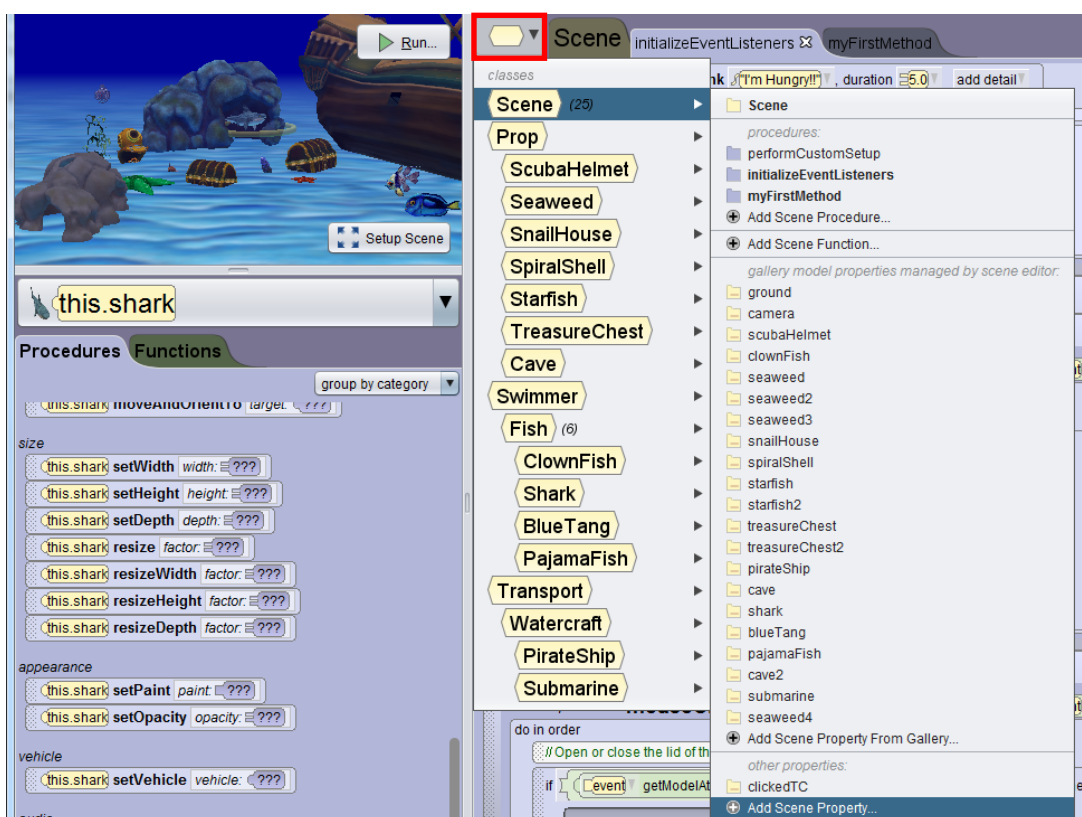 Run...
Setup Scene
this.shark
Procedures Functions
group by category
this.shark moveAndOrientTo target: ???
size
this.shark setWidth width: ???
this.shark setHeight height: ???
this.shark setDepth depth: ???
this.shark resize factor: ???
this.shark resizeWidth factor: ???
this.shark resizeHeight factor: ???
this.shark resizeDepth factor: ???
appearance
this.shark setPaint paint: ???
this.shark setOpacity opacity: ???
vehicle
this.shark setVehicle vehicle: ???
audio
Scene initializeEventListeners myFirstMethod
nk "I'm Hungry!!" , duration 5.0 add detail
classes
Scene (25)
Prop
ScubaHelmet
Seaweed
SnailHouse
SpiralShell
Starfish
TreasureChest
Cave
Swimmer
Fish (6)
ClownFish
Shark
BlueTang
PajamaFish
Transport
Watercraft
PirateShip
Submarine
Scene
procedures:
performCustomSetup
initializeEventListeners
myFirstMethod
Add Scene Procedure...
Add Scene Function...
gallery model properties managed by scene editor:
ground
camera
scubaHelmet
clownFish
seaweed
seaweed2
seaweed3
snailHouse
spiralShell
starfish
starfish2
treasureChest
treasureChest2
pirateShip
cave
shark
blueTang
pajamaFish
cave2
submarine
seaweed4
Add Scene Property From Gallery...
other properties:
clickedTC
Add Scene Property...
do in order
//Open or close the lid of th
if event getModelAt